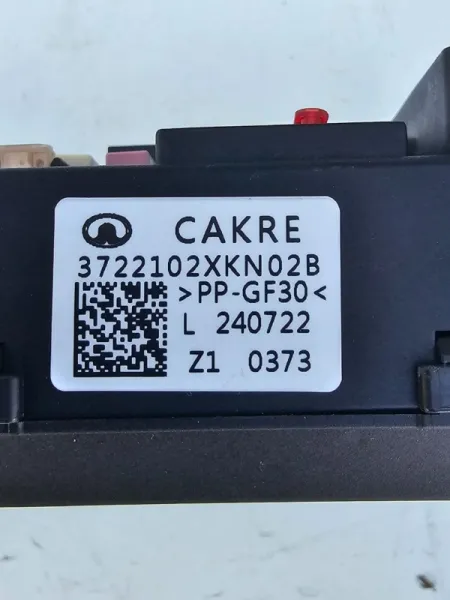 CAKRE
3722102XKN02B
>PP-GF30<
L 240722
Z1 0373